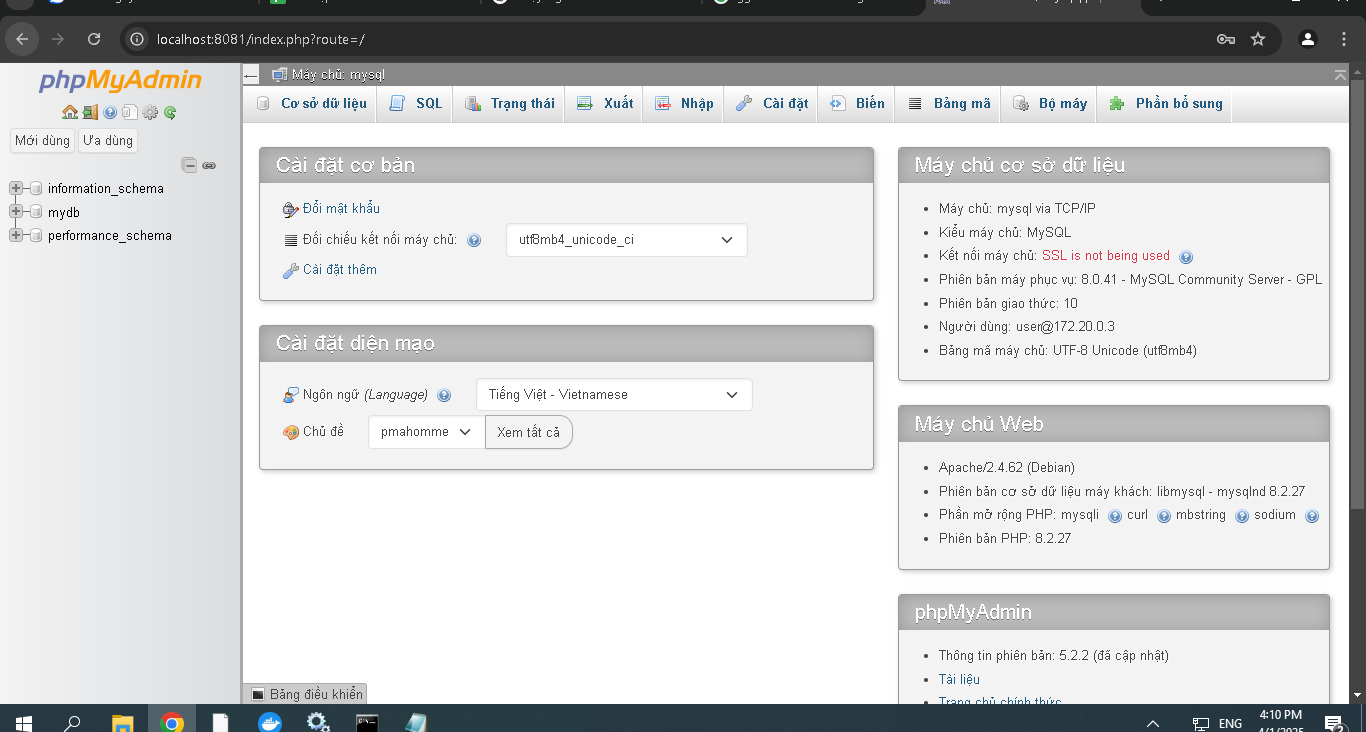 localhost:8081/index.php?route=/
phpMyAdmin
Mới dùng Ưa dùng
information_schema
mydb
performance_schema
Máy chủ: mysql
Cơ sở dữ liệu SQL Trạng thái Xuất Nhập Cài đặt Biến Bảng mã Bộ máy Phần bổ sung
Cài đặt cơ bản
Đổi mật khẩu
Đối chiếu kết nối máy chủ: utf8mb4_unicode_ci
Cài đặt thêm
Cài đặt diện mạo
Ngôn ngữ (Language) Tiếng Việt - Vietnamese
Chủ đề pmahomme Xem tất cả
Máy chủ cơ sở dữ liệu
Máy chủ: mysql via TCP/IP
Kiểu máy chủ: MySQL
Kết nối máy chủ: SSL is not being used
Phiên bản máy phục vụ: 8.0.41 - MySQL Community Server - GPL
Phiên bản giao thức: 10
Người dùng: user@172.20.0.3
Bảng mã máy chủ: UTF-8 Unicode (utf8mb4)
Máy chủ Web
Apache/2.4.62 (Debian)
Phiên bản cơ sở dữ liệu máy khách: libmysql - mysqlnd 8.2.27
Phần mở rộng PHP: mysqli curl mbstring sodium
Phiên bản PHP: 8.2.27
phpMyAdmin
Thông tin phiên bản: 5.2.2 (đã cập nhật)
Tài liệu
Trang chủ chính thức
Bảng điều khiển
ENG
4:10 PM
4/1/2025